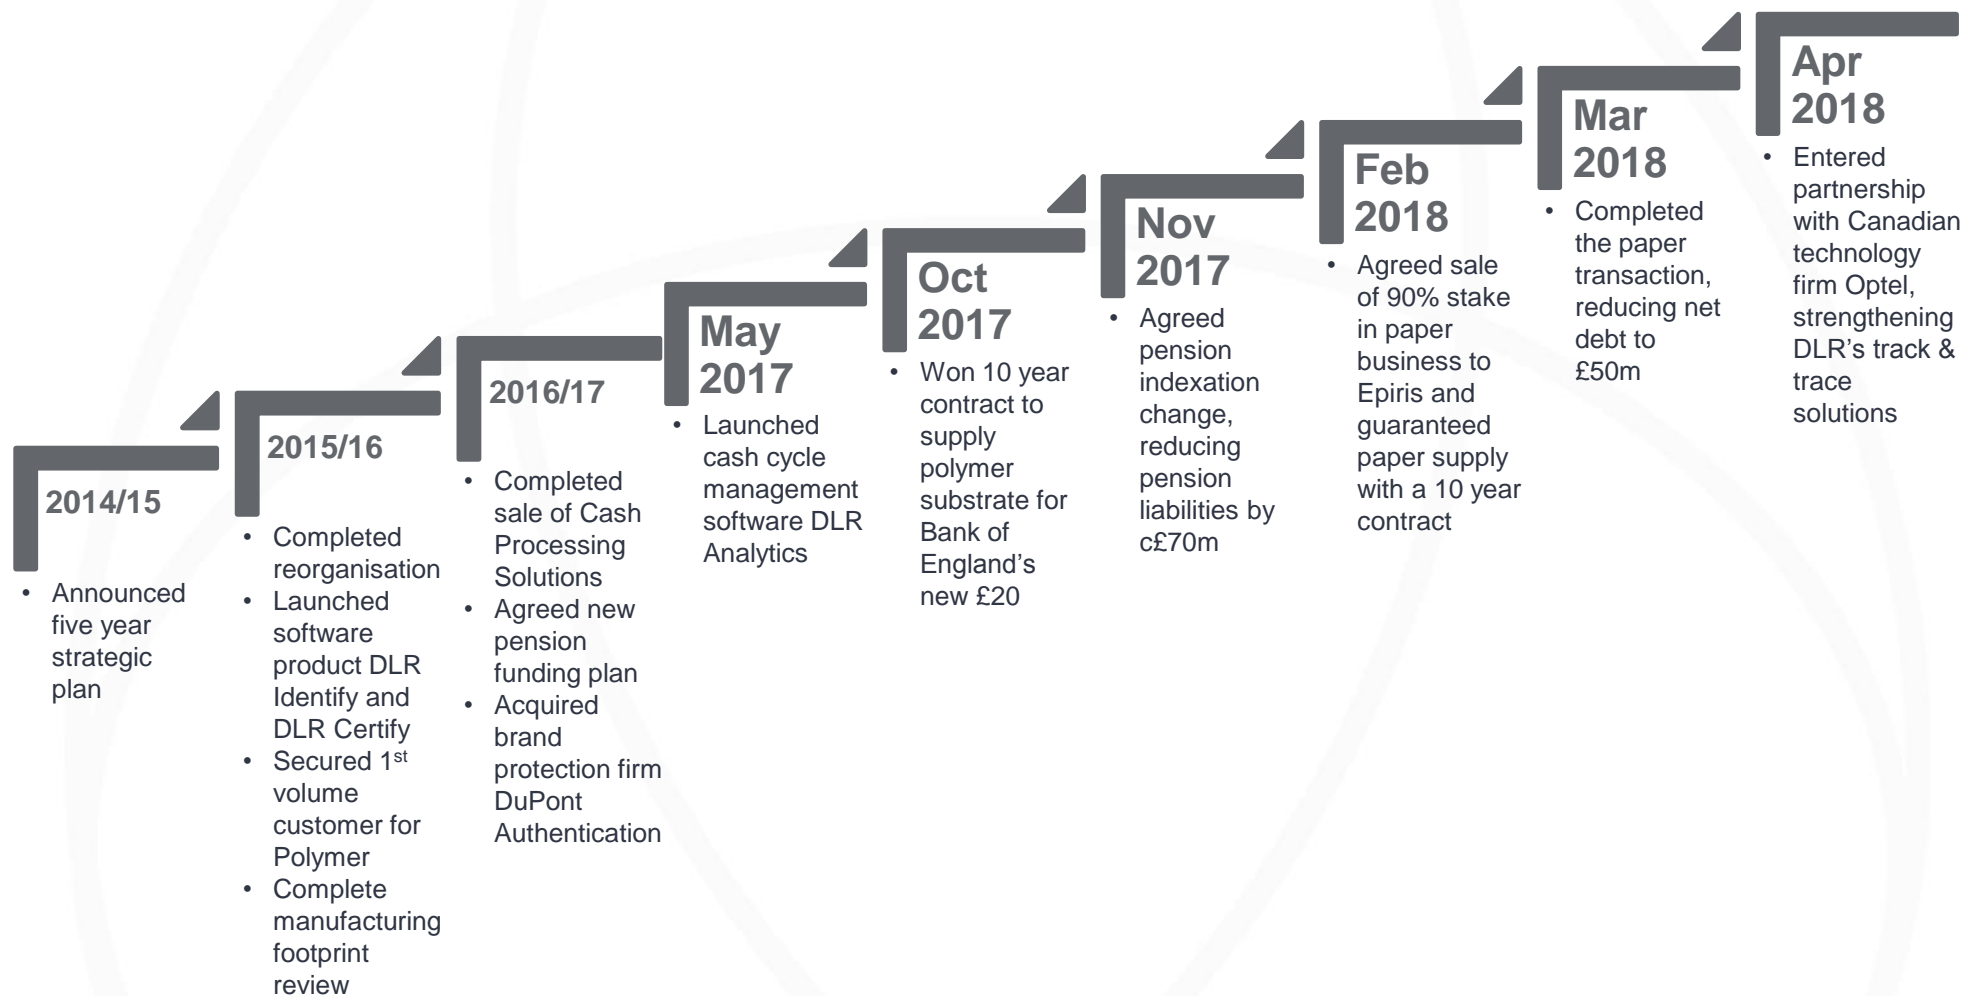 2014/15
• Announced
five year
strategic
plan
2015/16
• Completed
reorganisation
• Launched
software
product DLR
Identify and
DLR Certify
• Secured 1st
volume
customer for
Polymer
• Complete
manufacturing
footprint
review
2016/17
• Completed
sale of Cash
Processing
Solutions
• Agreed new
pension
funding plan
• Acquired
brand
protection firm
DuPont
Authentication
May
2017
• Launched
cash cycle
management
software DLR
Analytics
Oct
2017
• Won 10 year
contract to
supply
polymer
substrate for
Bank of
England’s
new £20
Nov
2017
• Agreed
pension
indexation
change,
reducing
pension
liabilities by
c£70m
Feb
2018
• Agreed sale
of 90% stake
in paper
business to
Epiris and
guaranteed
paper supply
with a 10 year
contract
Mar
2018
• Completed
the paper
transaction,
reducing net
debt to
£50m
Apr
2018
• Entered
partnership
with Canadian
technology
firm Optel,
strengthening
DLR’s track &
trace
solutions